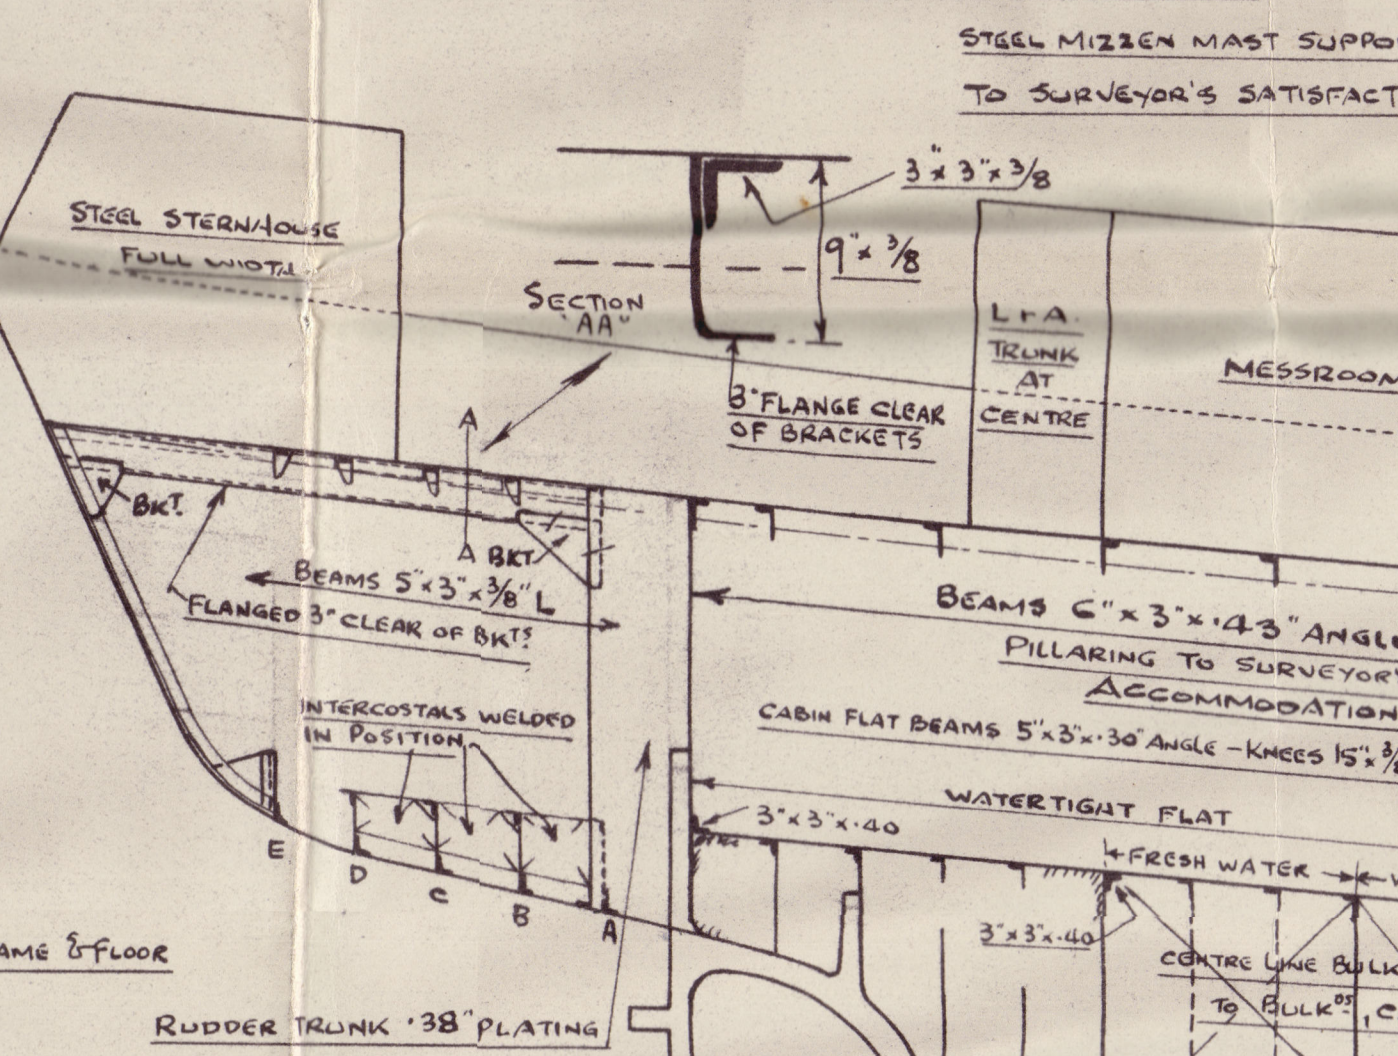 STEEL MIZZEN MAST SUPPO
TO SURVEYOR'S SATISFACT
3"x 3"x 3/8
STEEL STERNHOUSE
FULL WIDTH
9"x 3/8
SECTION
"AA"
L & A.
TRUNK
AT
CENTRE
MESSROOM
3" FLANGE CLEAR
OF BRACKETS
A
BKT.
A
BKT
BEAMS 5"x 3"x 3/8" L
FLANGED 3" CLEAR OF BKTS
BEAMS 6"x 3"x .43" ANGLE
PILLARING TO SURVEYOR'
ACCOMMODATION
INTERCOSTALS WELDED
IN POSITION
CABIN FLAT BEAMS 5"x3"x.30" ANGLE - KNEES 15"x 3/8
WATERTIGHT FLAT
3"x 3"x.40
FRESH WATER
E
D
C
B
A
3"x 3"x.40
AME & FLOOR
CENTRE LINE BULK
TO BULKDS, C
RUDDER TRUNK .38" PLATING